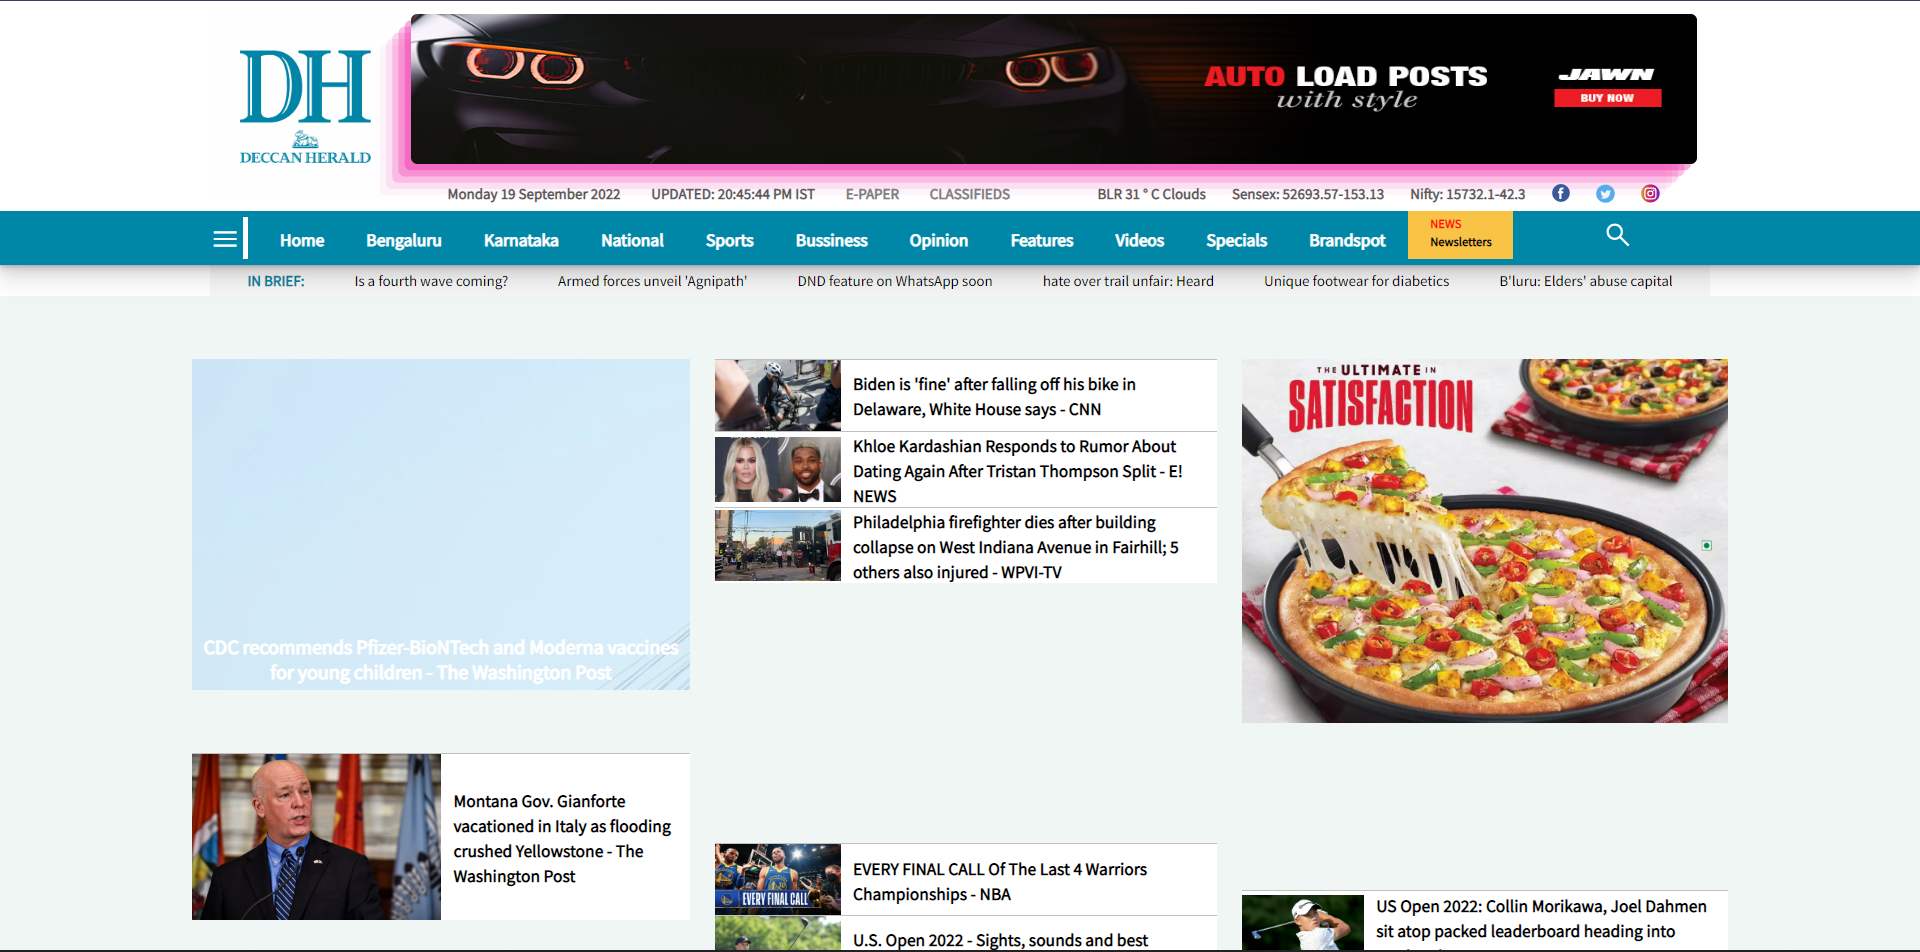 DH
DECCAN HERALD
AUTO LOAD POSTS
with style
JAWN
BUY NOW
Monday 19 September 2022 UPDATED: 20:45:44 PM IST E-PAPER CLASSIFIEDS BLR 31 ° C Clouds Sensex: 52693.57-153.13 Nifty: 15732.1-42.3
Home Bengaluru Karnataka National Sports Bussiness Opinion Features Videos Specials Brandspot NEWS
Newsletters
IN BRIEF: Is a fourth wave coming? Armed forces unveil 'Agnipath' DND feature on WhatsApp soon hate over trail unfair: Heard Unique footwear for diabetics B'luru: Elders' abuse capital
CDC recommends Pfizer-BioNTech and Moderna vaccines
for young children - The Washington Post
Montana Gov. Gianforte
vacationed in Italy as flooding
crushed Yellowstone - The
Washington Post
Biden is 'fine' after falling off his bike in
Delaware, White House says - CNN
Khloe Kardashian Responds to Rumor About
Dating Again After Tristan Thompson Split - E!
NEWS
Philadelphia firefighter dies after building
collapse on West Indiana Avenue in Fairhill; 5
others also injured - WPVI-TV
EVERY FINAL CALL
EVERY FINAL CALL Of The Last 4 Warriors
Championships - NBA
U.S. Open 2022 - Sights, sounds and best
THE ULTIMATE IN
SATISFACTION
US Open 2022: Collin Morikawa, Joel Dahmen
sit atop packed leaderboard heading into